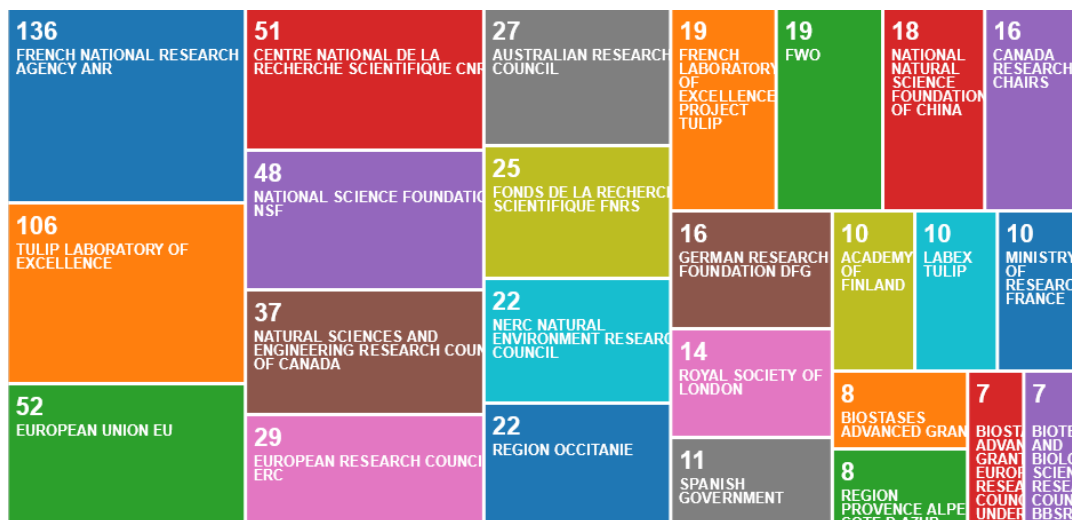 136
FRENCH NATIONAL RESEARCH
AGENCY ANR
106
TULIP LABORATORY OF
EXCELLENCE
52
EUROPEAN UNION EU
51
CENTRE NATIONAL DE LA
RECHERCHE SCIENTIFIQUE CNR
48
NATIONAL SCIENCE FOUNDATIO
NSF
37
NATURAL SCIENCES AND
ENGINEERING RESEARCH COUN
OF CANADA
29
EUROPEAN RESEARCH COUNCI
ERC
27
AUSTRALIAN RESEARCH
COUNCIL
25
FONDS DE LA RECHERCHE
SCIENTIFIQUE FNRS
22
NERC NATURAL
ENVIRONMENT RESEARC
COUNCIL
22
REGION OCCITANIE
19
FRENCH
LABORATORY
OF
EXCELLENCE
PROJECT
TULIP
19
FWO
18
NATIONAL
NATURAL
SCIENCE
FOUNDATION
OF CHINA
16
CANADA
RESEARCH
CHAIRS
16
GERMAN RESEARCH
FOUNDATION DFG
14
ROYAL SOCIETY OF
LONDON
11
SPANISH
GOVERNMENT
10
ACADEMY
OF
FINLAND
10
LABEX
TULIP
10
MINISTRY
OF
RESEARC
FRANCE
8
BIOSTASES
ADVANCED GRAN
8
REGION
PROVENCE ALPE
COTE D AZUR
7
BIOSTA
ADVAN
GRANT
EUROP
RESEA
COUNC
UNDER
7
BIOTE
AND
BIOLO
SCIEN
RESEA
COUN
BBSR